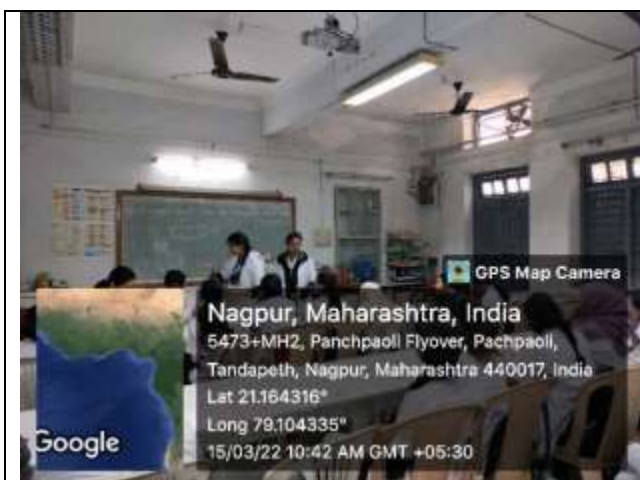 GPS Map Camera
Nagpur, Maharashtra, India
5473+MH2, Panchpaoli Flyover, Pachpaoli,
Tandapeth, Nagpur, Maharashtra 440017, India
Lat 21.164316°
Long 79.104335°
15/03/22 10:42 AM GMT +05:30
Google